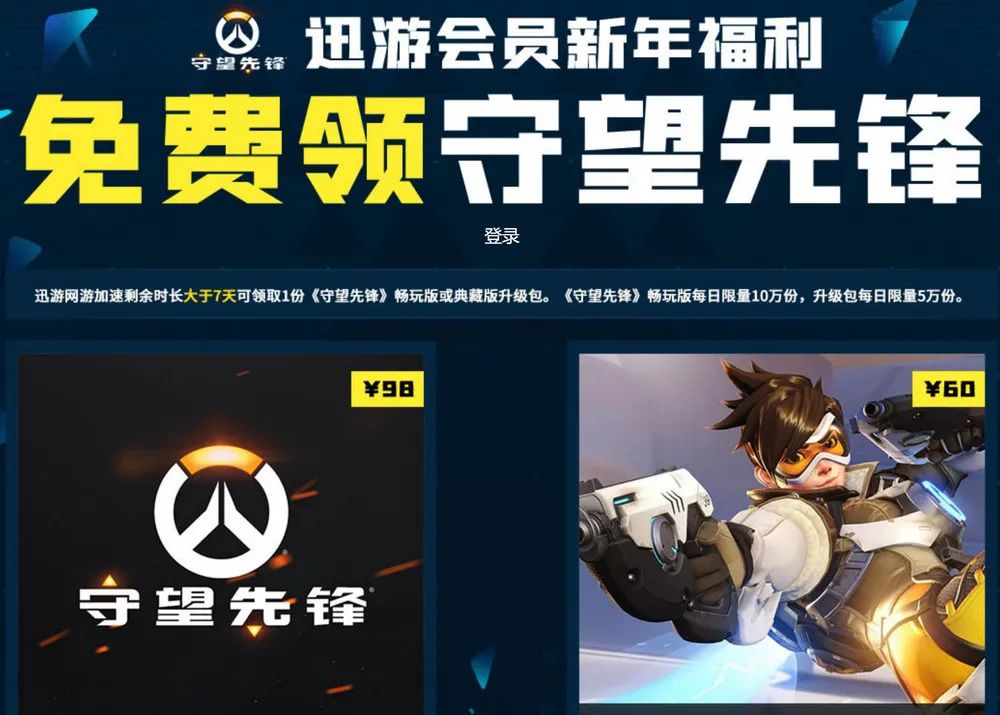 守望先锋
迅游会员新年福利
免费领守望先锋
登录
迅游网游加速剩余时长大于7天可领取1份《守望先锋》畅玩版或典藏版升级包。《守望先锋》畅玩版每日限量10万份，升级包每日限量5万份。
¥98
¥60
守望先锋